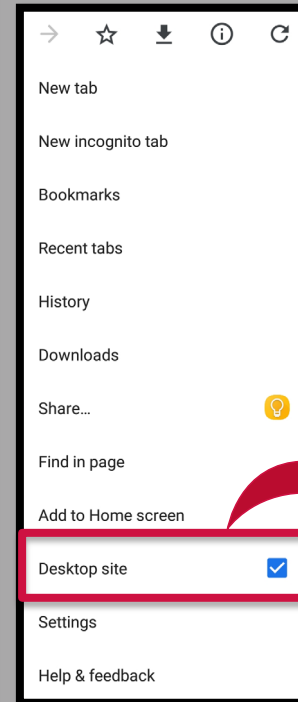 New tab
New incognito tab
Bookmarks
Recent tabs
History
Downloads
Share...
Find in page
Add to Home screen
Desktop site
Settings
Help & feedback